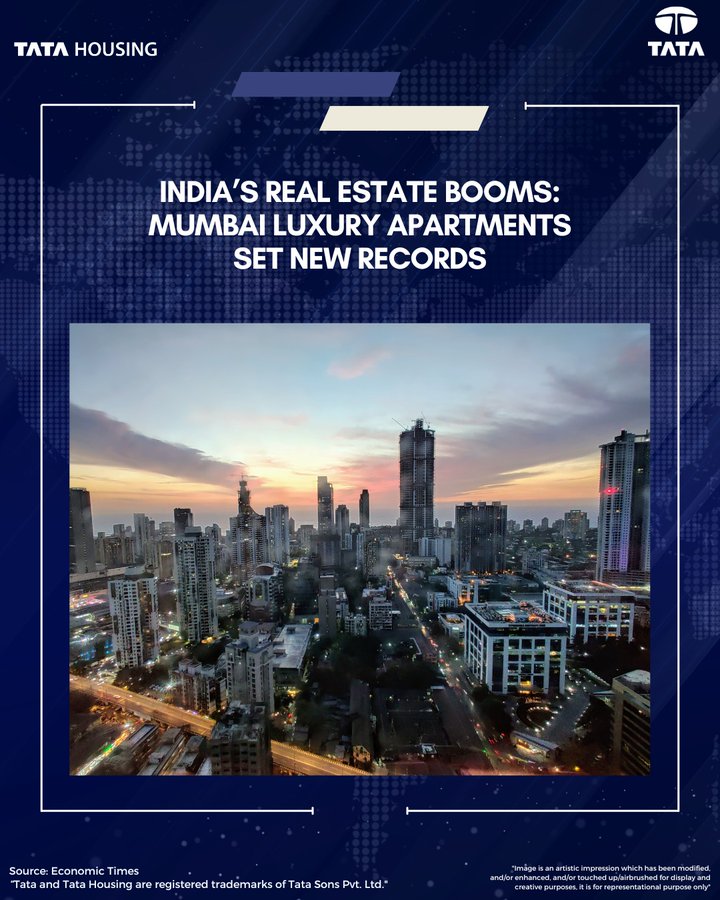 TATA HOUSING
TATA
INDIA'S REAL ESTATE BOOMS:
MUMBAI LUXURY APARTMENTS
SET NEW RECORDS
Source: Economic Times
"Tata and Tata Housing are registered trademarks of Tata Sons Pvt. Ltd."
"Image is an artistic impression which has been modified,
and/or enhanced, and/or touched up/airbrushed for display and
creative purposes, it is for representational purpose only"